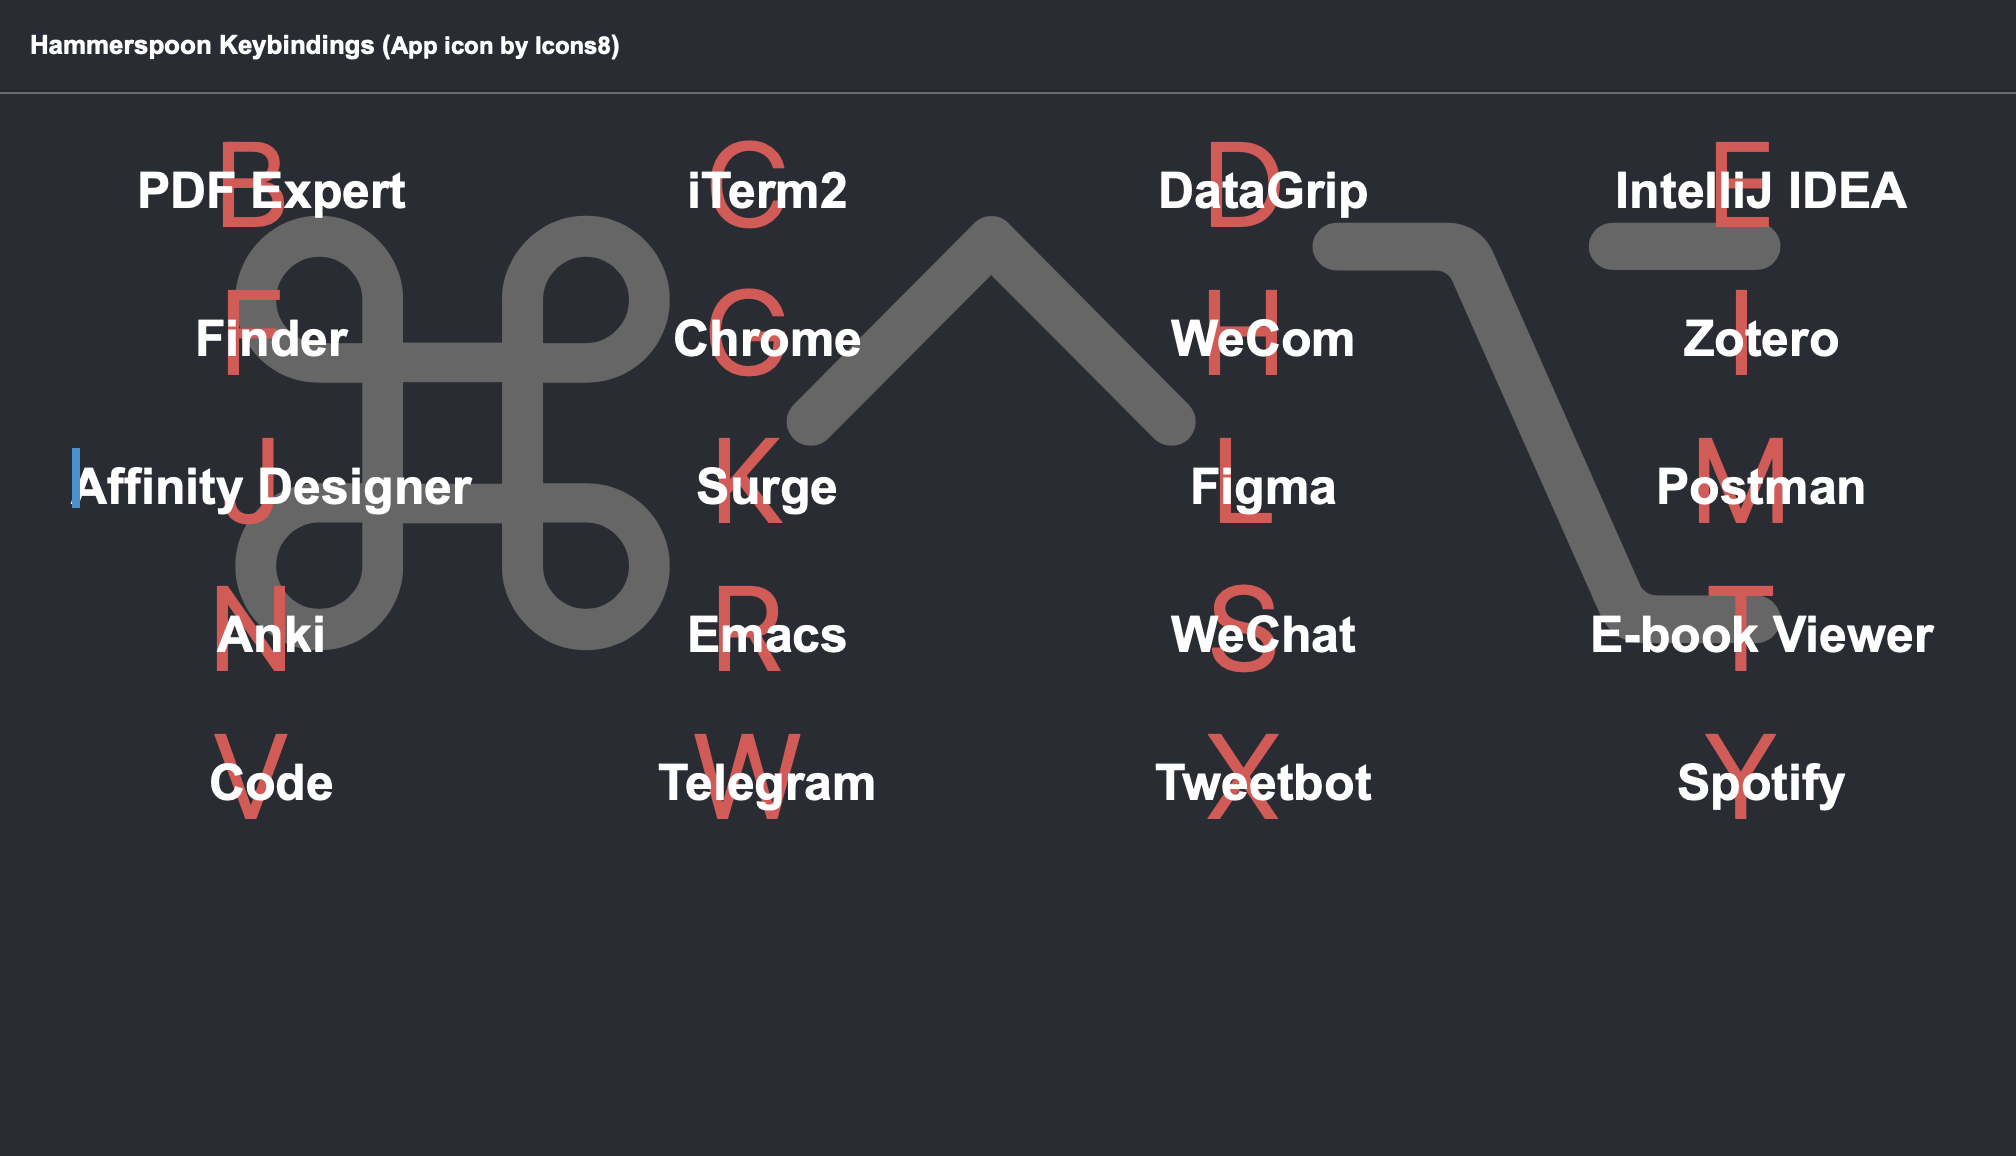 Hammerspoon Keybindings (App icon by Icons8)
B PDF Expert
C iTerm2
D DataGrip
E IntelliJ IDEA
F Finder
G Chrome
H WeCom
I Zotero
J Affinity Designer
K Surge
L Figma
M Postman
N Anki
R Emacs
S WeChat
T E-book Viewer
V Code
W Telegram
X Tweetbot
Y Spotify
⌘ ⌃ ⌥